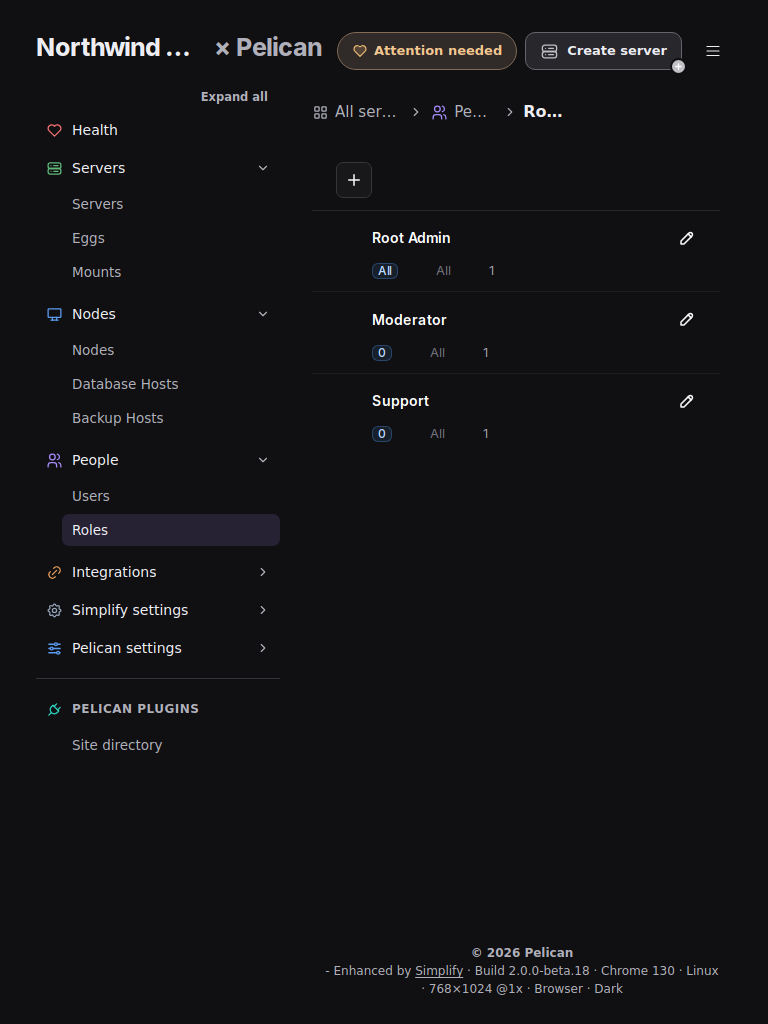 Northwind ... × Pelican
Attention needed
Create server
Expand all
All ser... > Pe... > Ro...
Health
Servers
Servers
Eggs
Mounts
Nodes
Nodes
Database Hosts
Backup Hosts
People
Users
Roles
Integrations
Simplify settings
Pelican settings
PELICAN PLUGINS
Site directory
Root Admin
All All 1
Moderator
0 All 1
Support
0 All 1
© 2026 Pelican
- Enhanced by Simplify · Build 2.0.0-beta.18 · Chrome 130 · Linux
· 768×1024 @1x · Browser · Dark